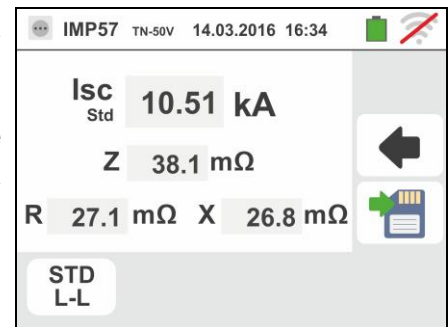 IMP57 TN-50V 14.03.2016 16:34
Isc Std 10.51 kA
Z 38.1 mΩ
R 27.1 mΩ X 26.8 mΩ
STD
L-L